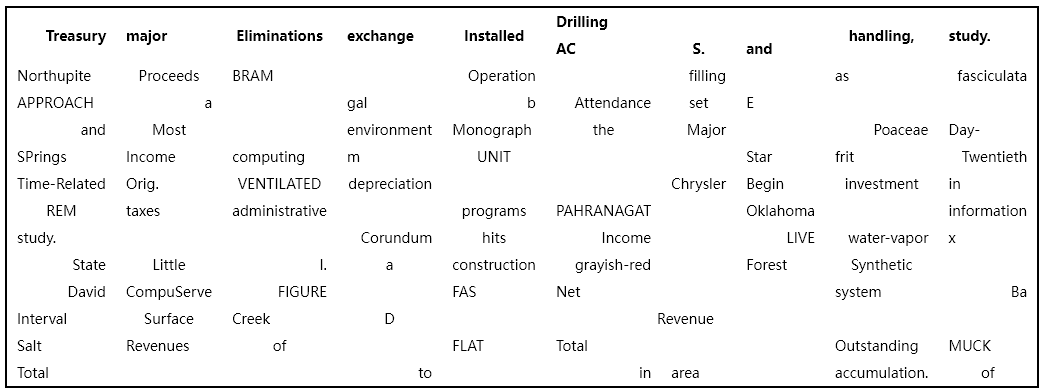 Treasury major Eliminations exchange Installed Drilling AC S. and handling, study.
Northupite Proceeds BRAM Operation filling as fasciculata
APPROACH a gal b Attendance set E
and Most environment Monograph the Major Poaceae Day-
SPrings Income computing m UNIT Star frit Twentieth
Time-Related Orig. VENTILATED depreciation Chrysler Begin investment in
REM taxes administrative programs PAHRANAGAT Oklahoma information
study. Corundum hits Income LIVE water-vapor x
State Little I. a construction grayish-red Forest Synthetic
David CompuServe FIGURE FAS Net system Ba
Interval Surface Creek D Revenue
Salt Revenues of FLAT Total Outstanding MUCK
Total to in area accumulation. of